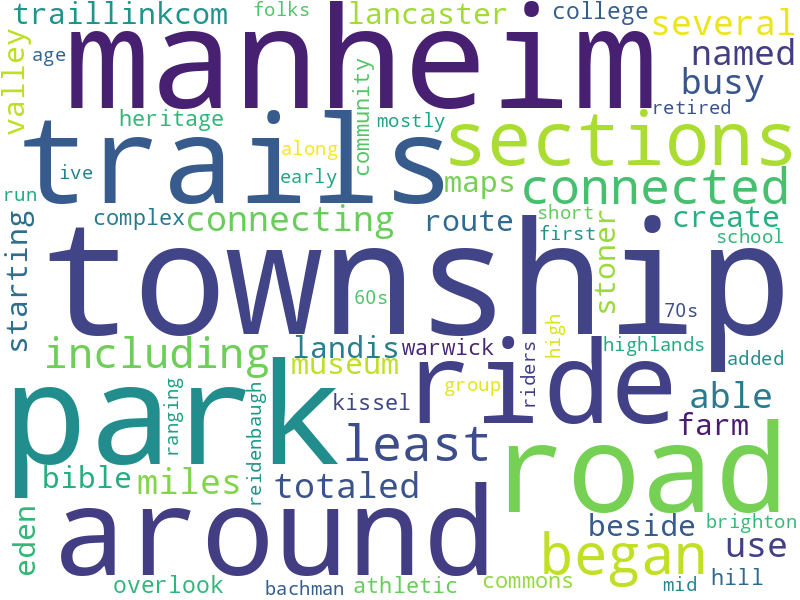 traillinkcom folks lancaster college several
age manheim named
valley busy
heritage community mostly retired
trails along sections
ive early maps connected
run complex connecting route short stoner create
starting township first school
60s 70s
including landis warwick riders high highlands
museum added
park ranging reidenbaugh kissel ride group able
least road farm
bible miles totaled
eden around began beside brighton
use
overlook bachman athletic commons mid hill